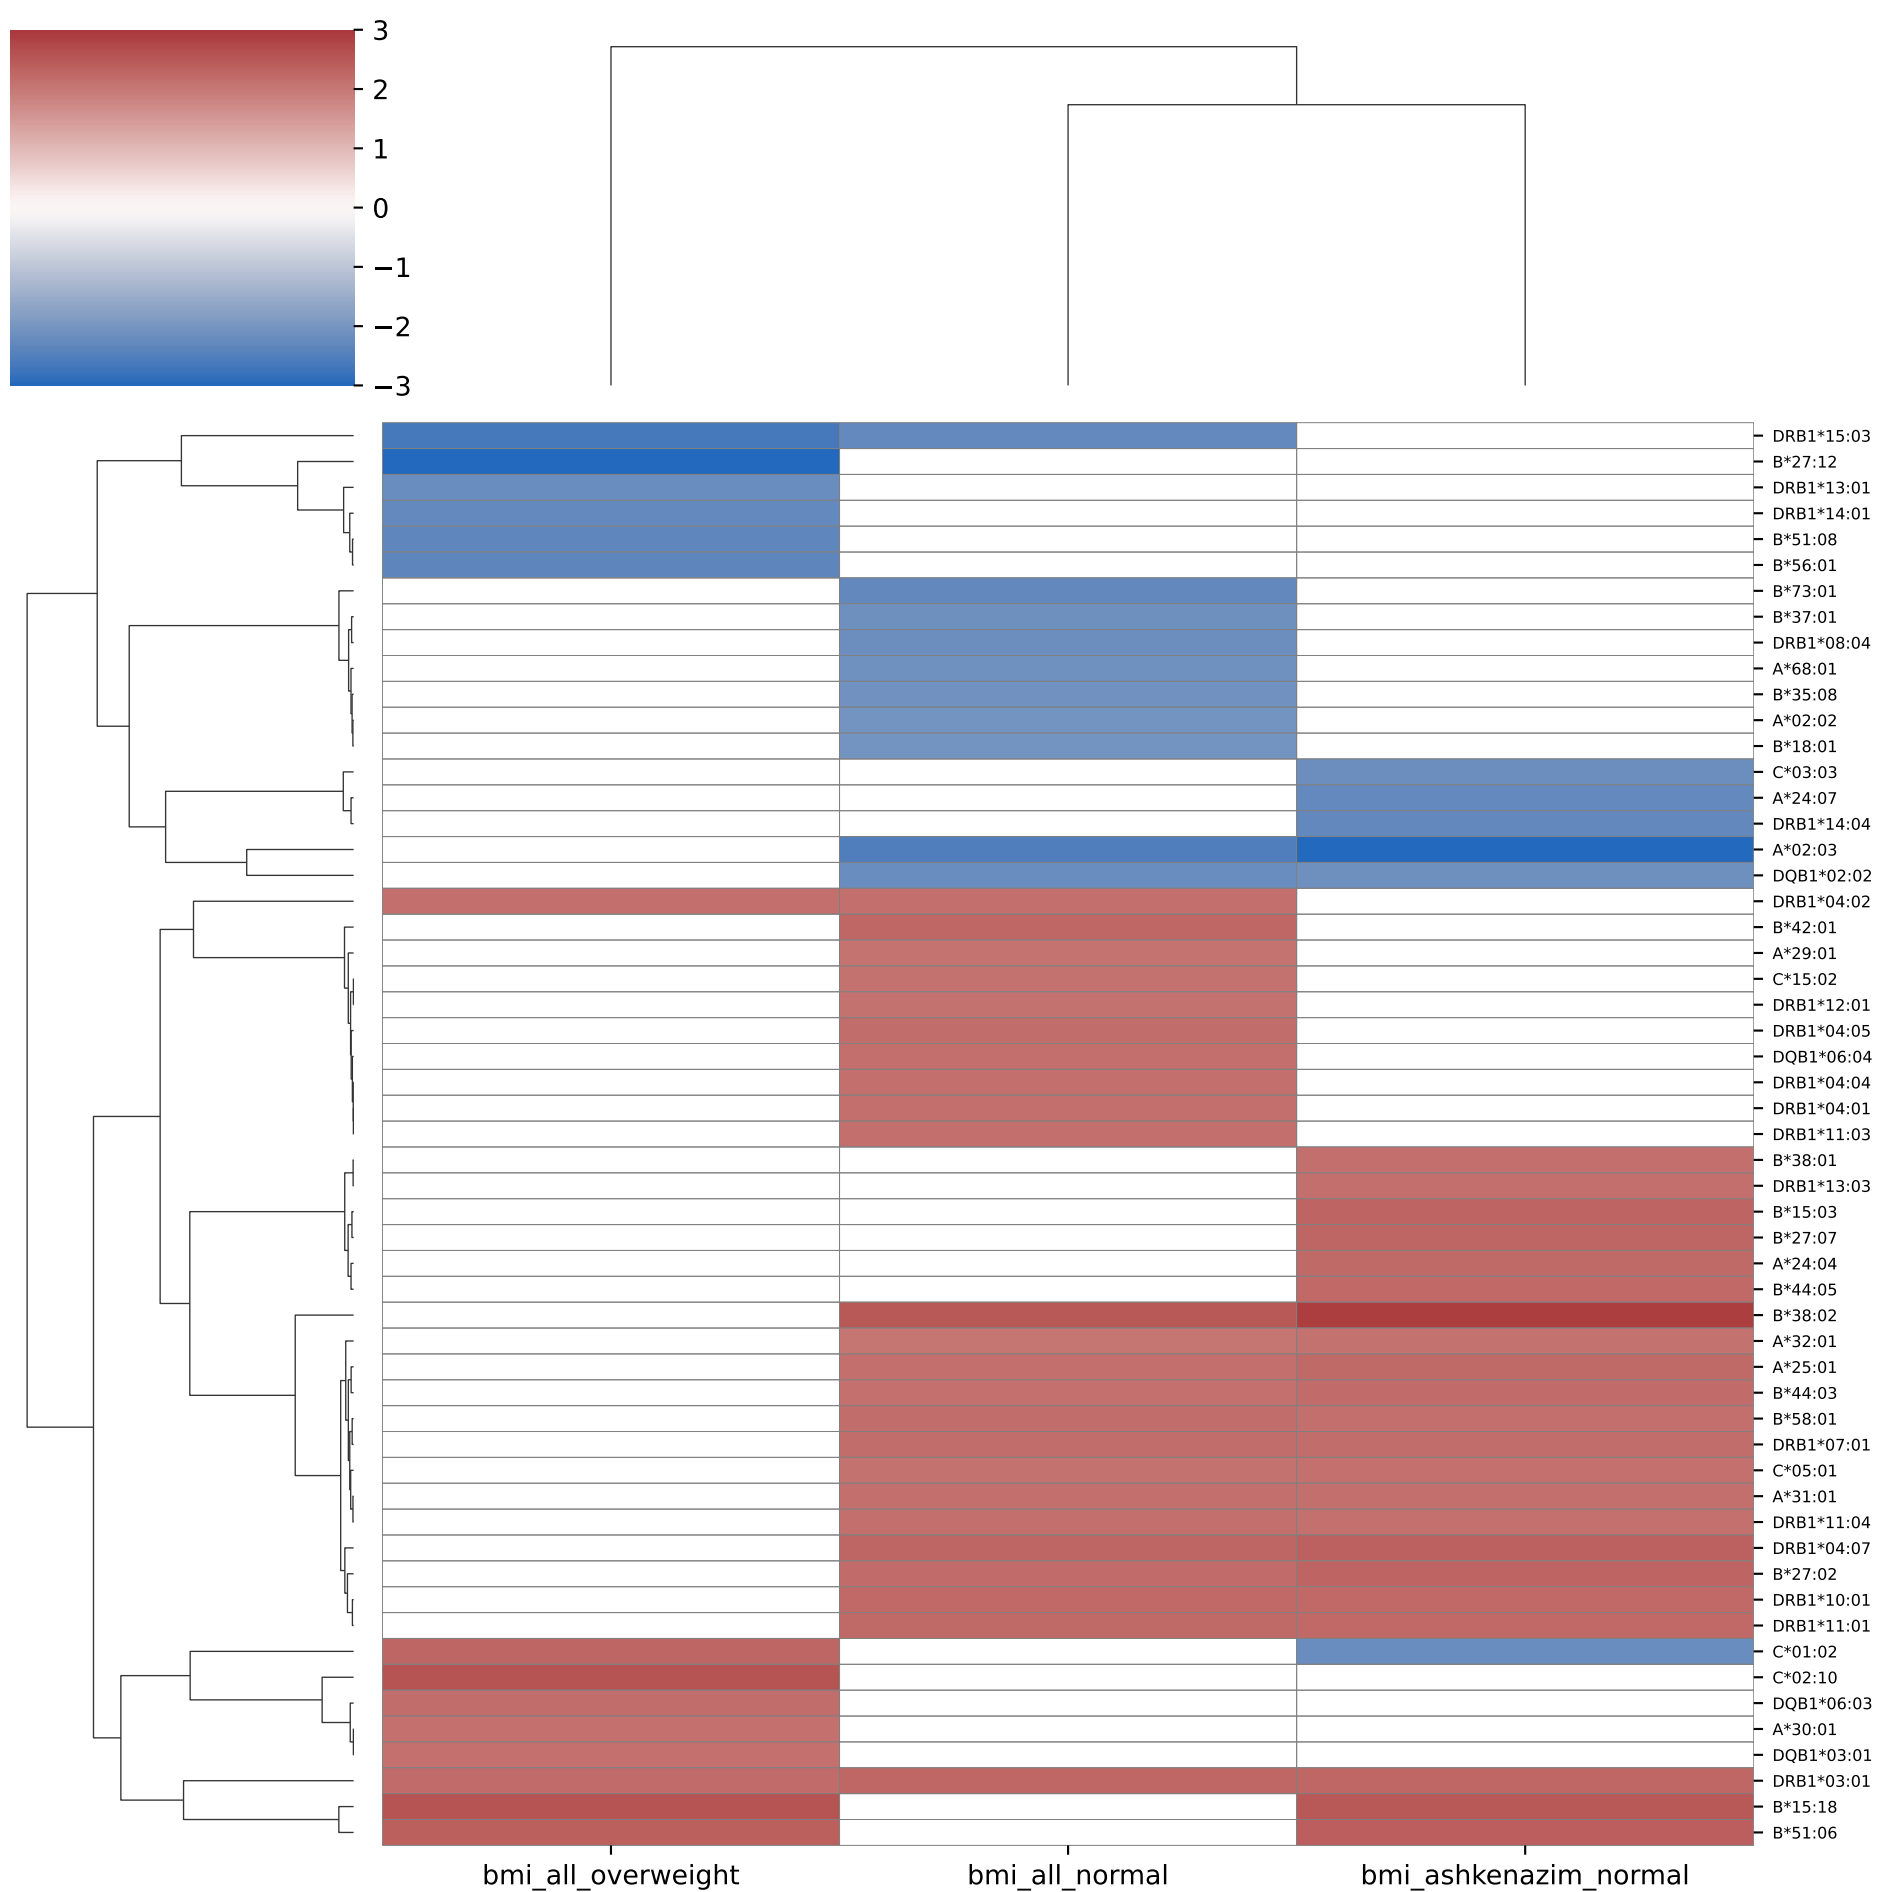 3
2
1
0
−1
−2
−3
DRB1*15:03
B*27:12
DRB1*13:01
DRB1*14:01
B*51:08
B*56:01
B*73:01
B*37:01
DRB1*08:04
A*68:01
B*35:08
A*02:02
B*18:01
C*03:03
A*24:07
DRB1*14:04
A*02:03
DQB1*02:02
DRB1*04:02
B*42:01
A*29:01
C*15:02
DRB1*12:01
DRB1*04:05
DQB1*06:04
DRB1*04:04
DRB1*04:01
DRB1*11:03
B*38:01
DRB1*13:03
B*15:03
B*27:07
A*24:04
B*44:05
B*38:02
A*32:01
A*25:01
B*44:03
B*58:01
DRB1*07:01
C*05:01
A*31:01
DRB1*11:04
DRB1*04:07
B*27:02
DRB1*10:01
DRB1*11:01
C*01:02
C*02:10
DQB1*06:03
A*30:01
DQB1*03:01
DRB1*03:01
B*15:18
B*51:06
bmi_all_overweight bmi_all_normal bmi_ashkenazim_normal